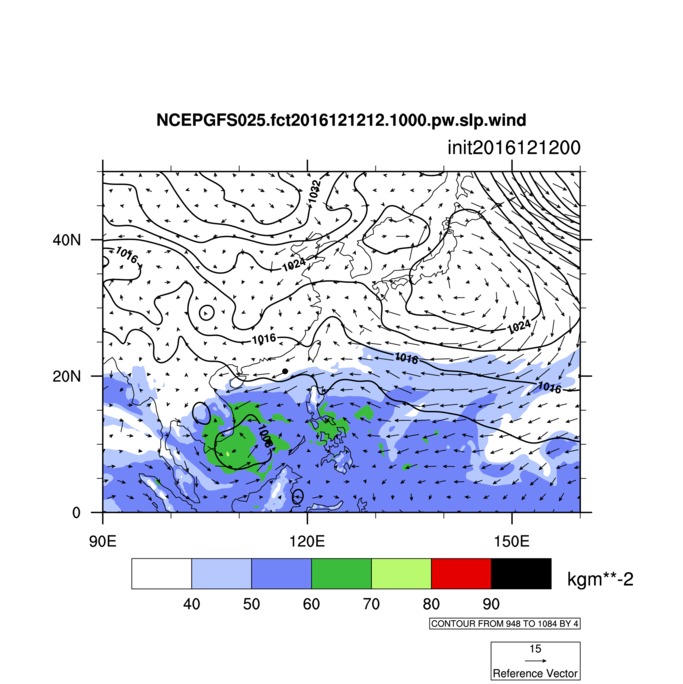 NCEPGFS025.fct2016121212.1000.pw.slp.wind
init2016121200
1032
40N
1016
1024
1024
1016
1016
20N
1016
1008
0
90E 120E 150E
kgm**-2
40 50 60 70 80 90
CONTOUR FROM 948 TO 1084 BY 4
15
Reference Vector